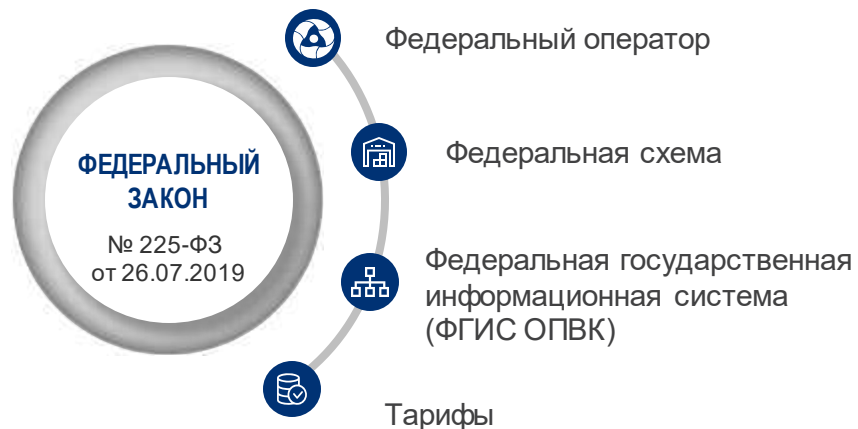 ФЕДЕРАЛЬНЫЙ
ЗАКОН
№ 225-ФЗ
от 26.07.2019
Федеральный оператор
Федеральная схема
Федеральная государственная
информационная система
(ФГИС ОПВК)
Тарифы